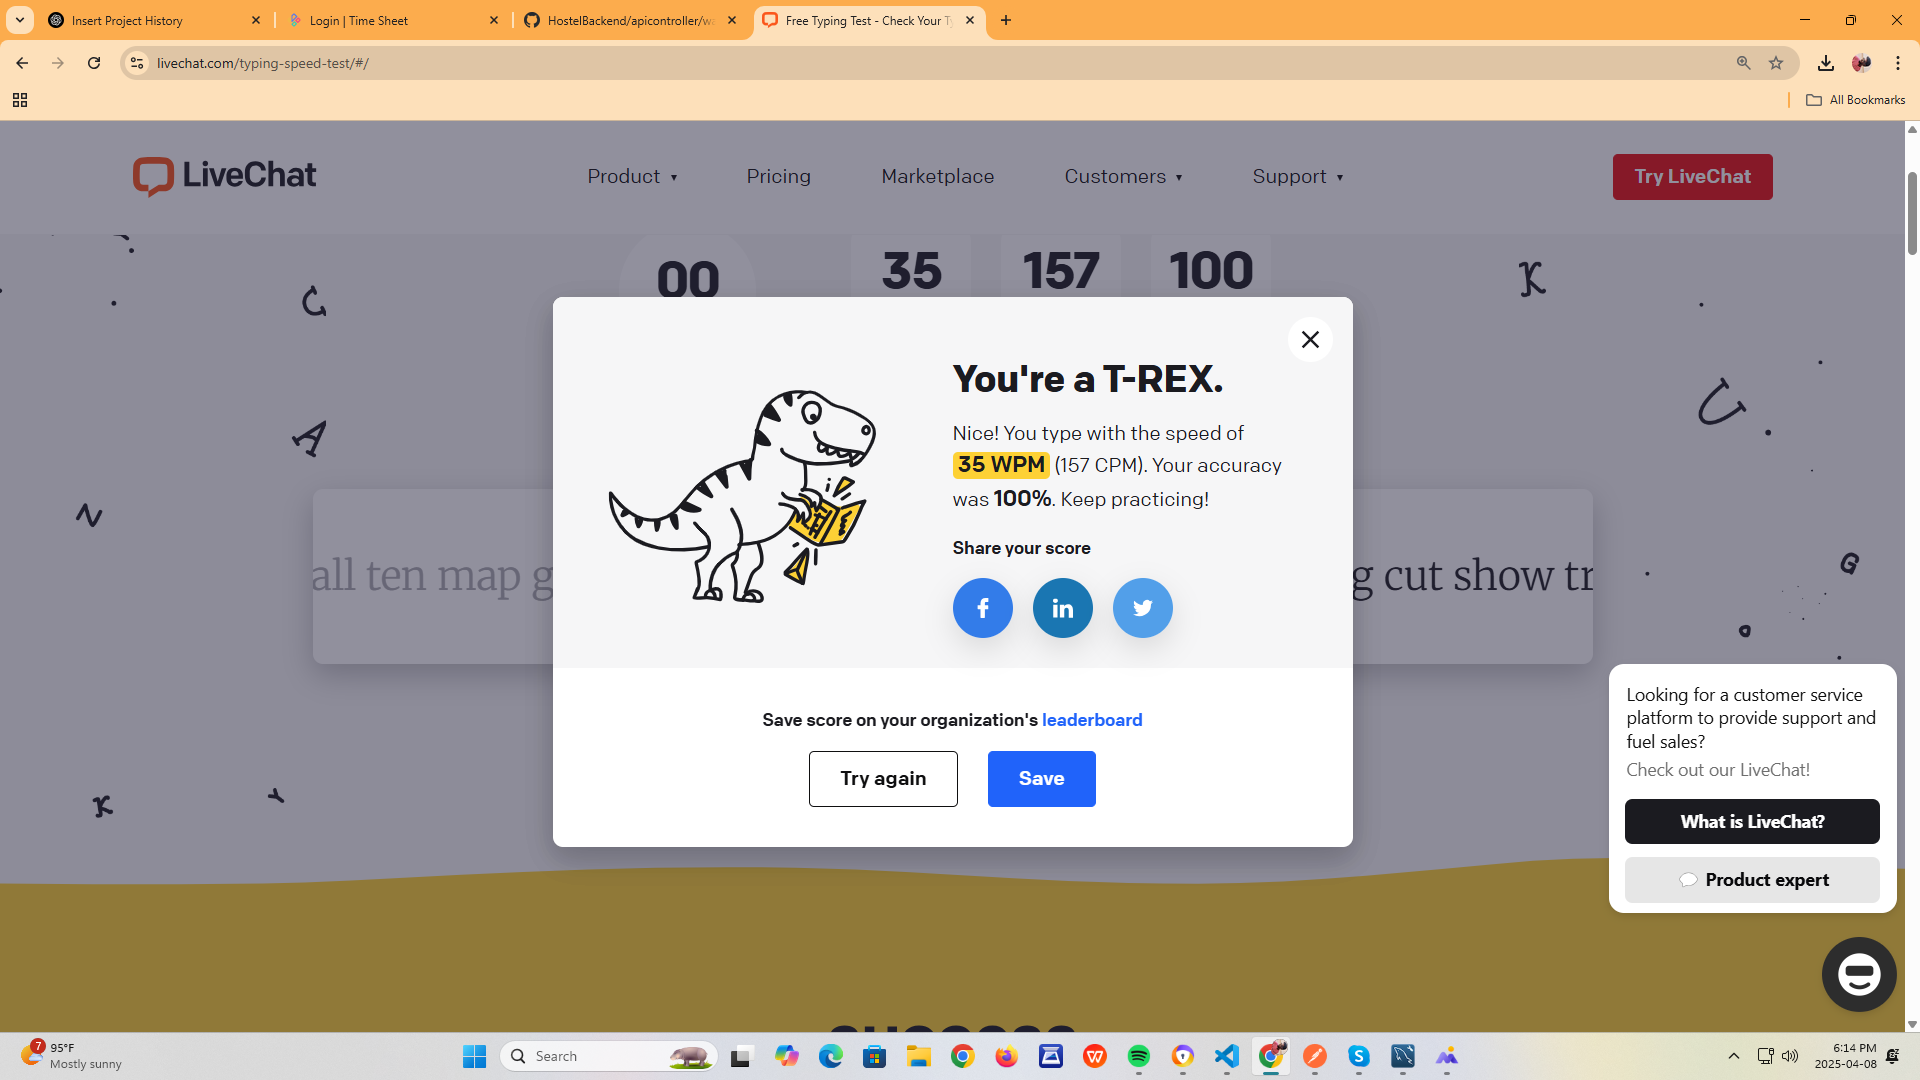 Insert Project History
Login | Time Sheet
HostelBackend/apicontroller/wa
Free Typing Test - Check Your Ty
livechat.com/typing-speed-test/#/
All Bookmarks
LiveChat
Product ▾
Pricing
Marketplace
Customers ▾
Support ▾
Try LiveChat
00
35
157
100
You're a T-REX.
Nice! You type with the speed of
35 WPM (157 CPM). Your accuracy
was 100%. Keep practicing!
Share your score
all ten map g
g cut show tr
Save score on your organization's leaderboard
Try again
Save
Looking for a customer service
platform to provide support and
fuel sales?
Check out our LiveChat!
What is LiveChat?
Product expert
7
95°F
Mostly sunny
Search
6:14 PM
2025-04-08